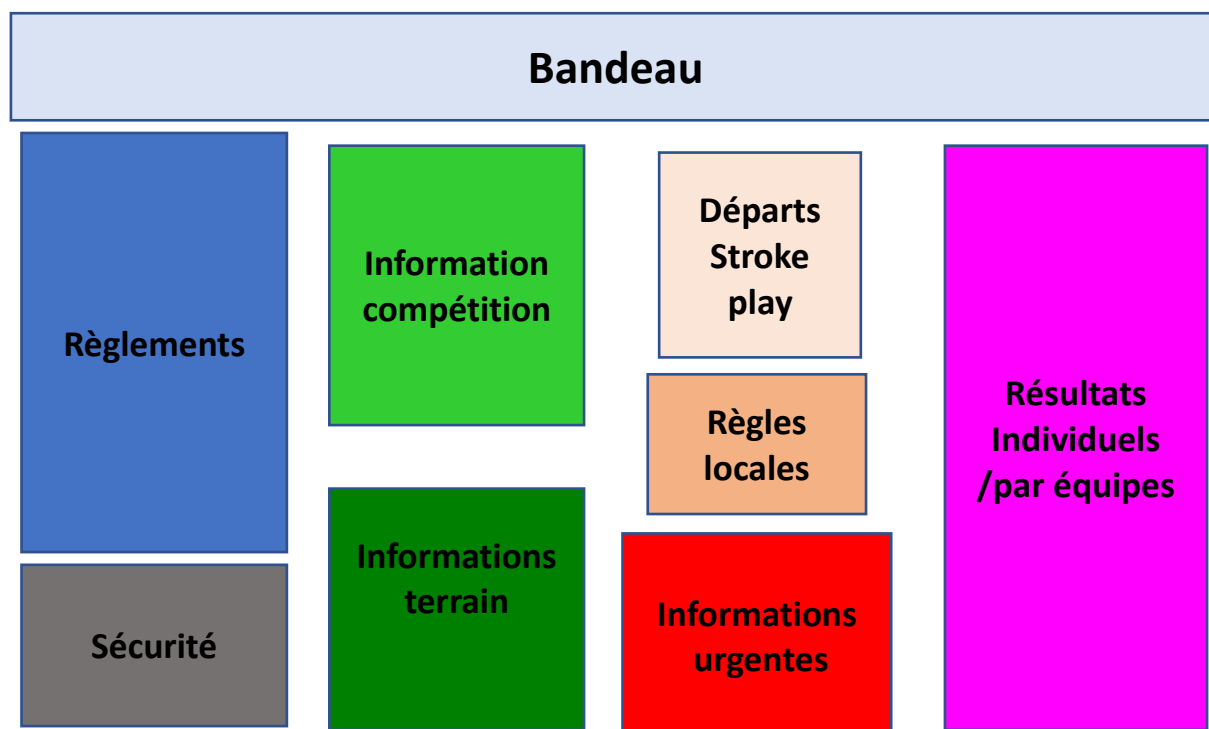 Bandeau
Règlements
Sécurité
Information
compétition
Informations
terrain
Départs
Stroke
play
Règles
locales
Informations
urgentes
Résultats
Individuels
/par équipes